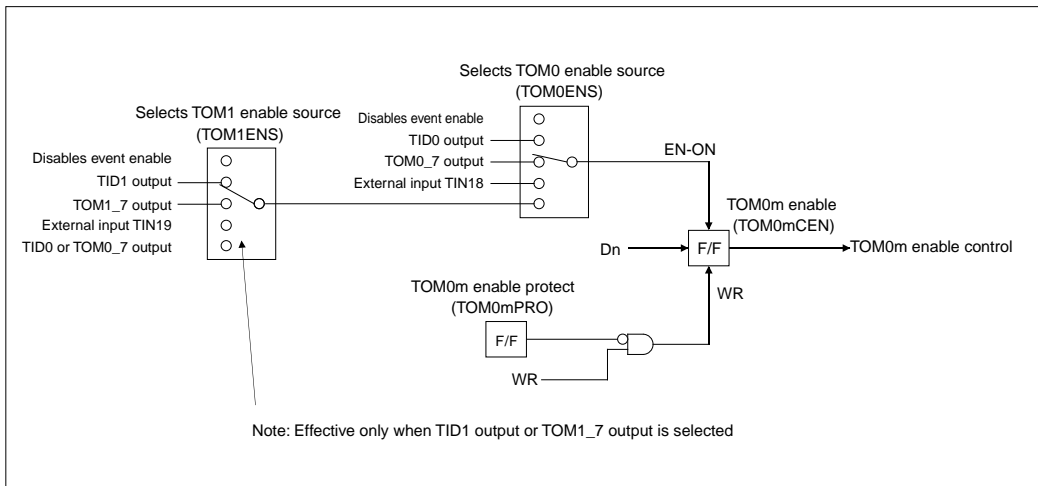 Selects TOM0 enable source
(TOM0ENS)
Selects TOM1 enable source
(TOM1ENS)
Disables event enable
TID0 output
TOM0_7 output
External input TIN18
EN-ON
Disables event enable
TID1 output
TOM1_7 output
External input TIN19
TID0 or TOM0_7 output
TOM0m enable
(TOM0mCEN)
Dn
F/F
TOM0m enable control
WR
TOM0m enable protect
(TOM0mPRO)
F/F
WR
Note: Effective only when TID1 output or TOM1_7 output is selected